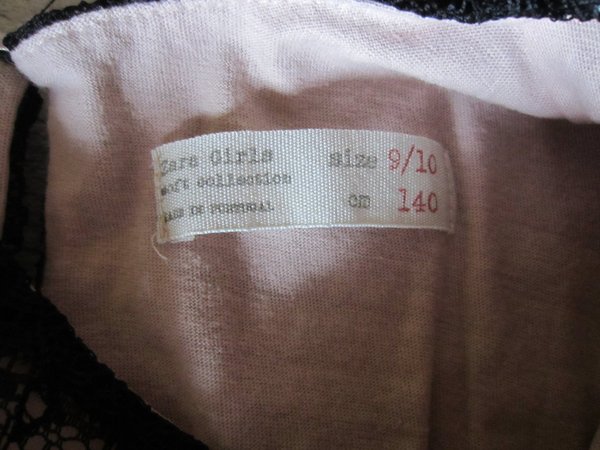 Zara Girls size 9/10
soft collection
MADE IN PORTUGAL cm 140